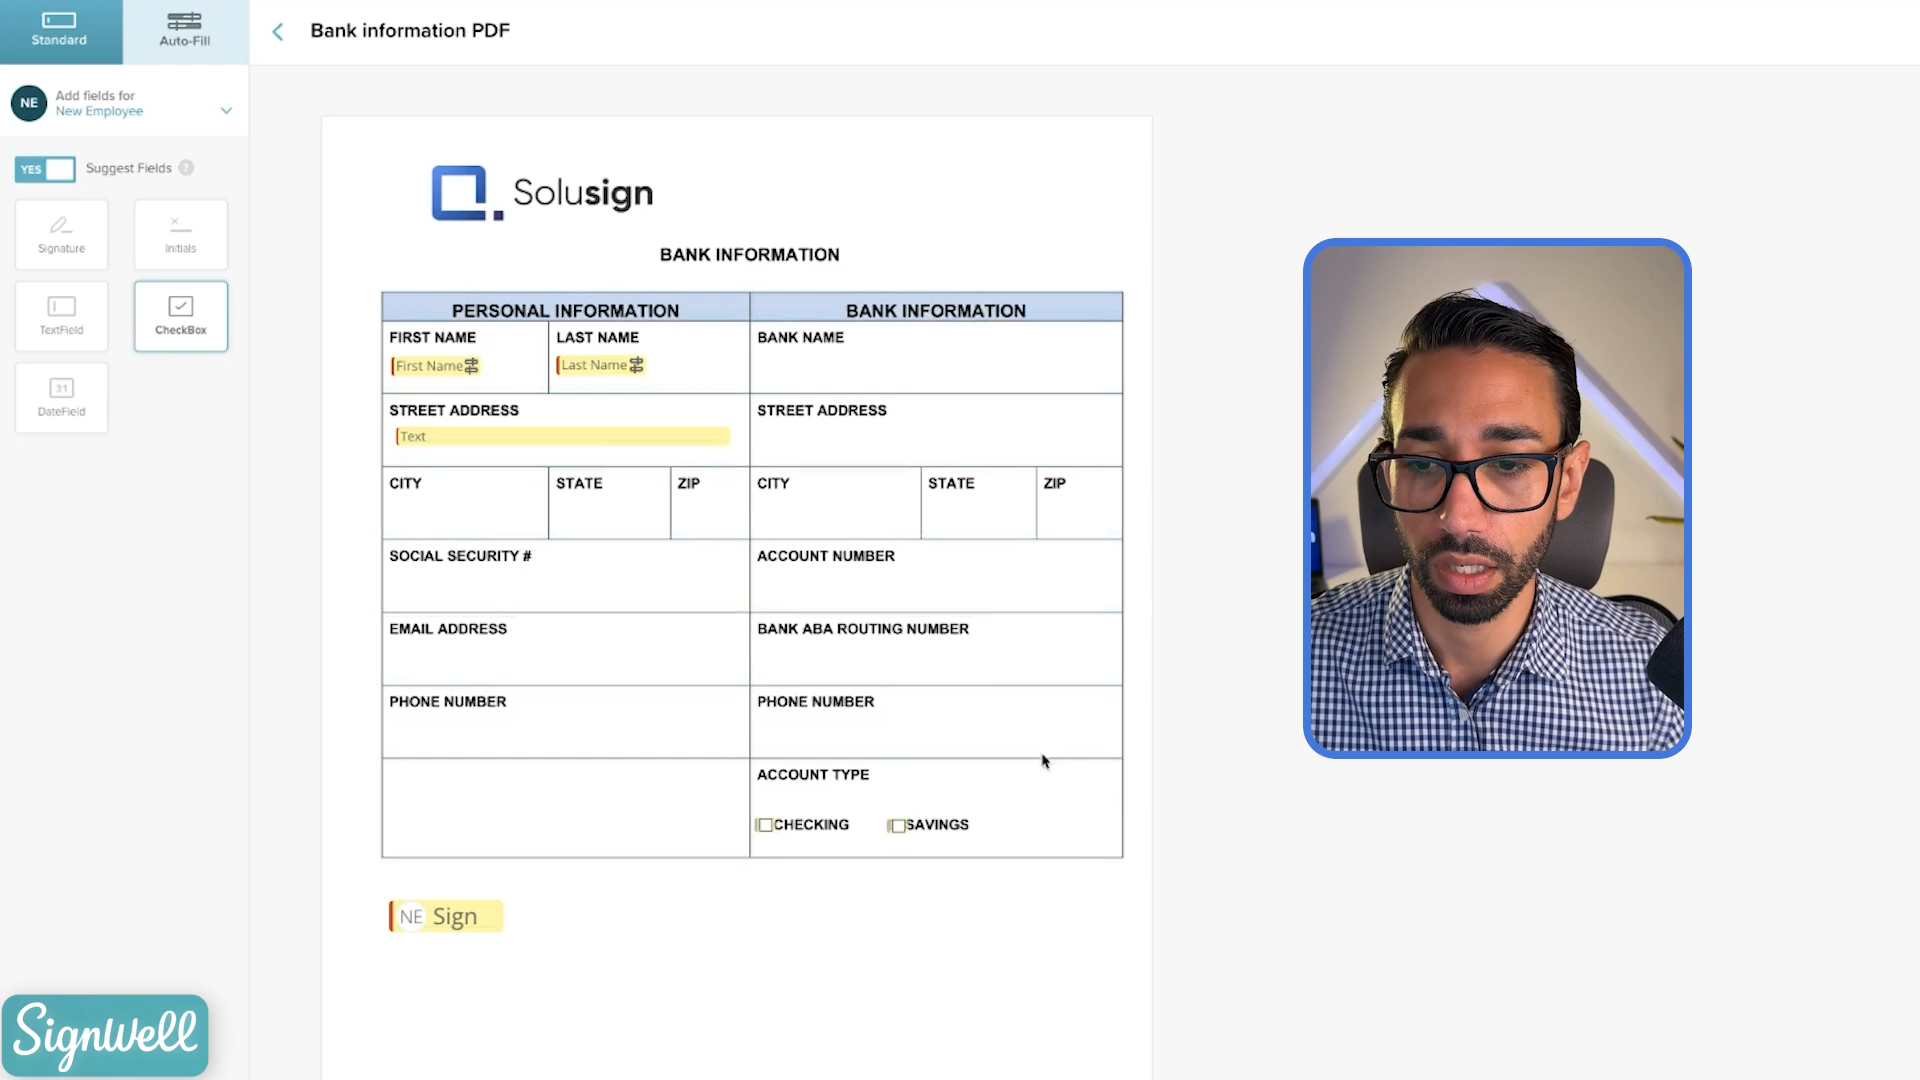 Standard
Auto-Fill
Bank information PDF
NE
Add fields for
New Employee
YES
Suggest Fields ?
Signature
Initials
TextField
CheckBox
31
DateField
Solusign
BANK INFORMATION
PERSONAL INFORMATION
BANK INFORMATION
FIRST NAME
LAST NAME
BANK NAME
First Name
Last Name
STREET ADDRESS
STREET ADDRESS
Text
CITY
STATE
ZIP
CITY
STATE
ZIP
SOCIAL SECURITY #
ACCOUNT NUMBER
EMAIL ADDRESS
BANK ABA ROUTING NUMBER
PHONE NUMBER
PHONE NUMBER
ACCOUNT TYPE
CHECKING
SAVINGS
NE Sign
SignWell